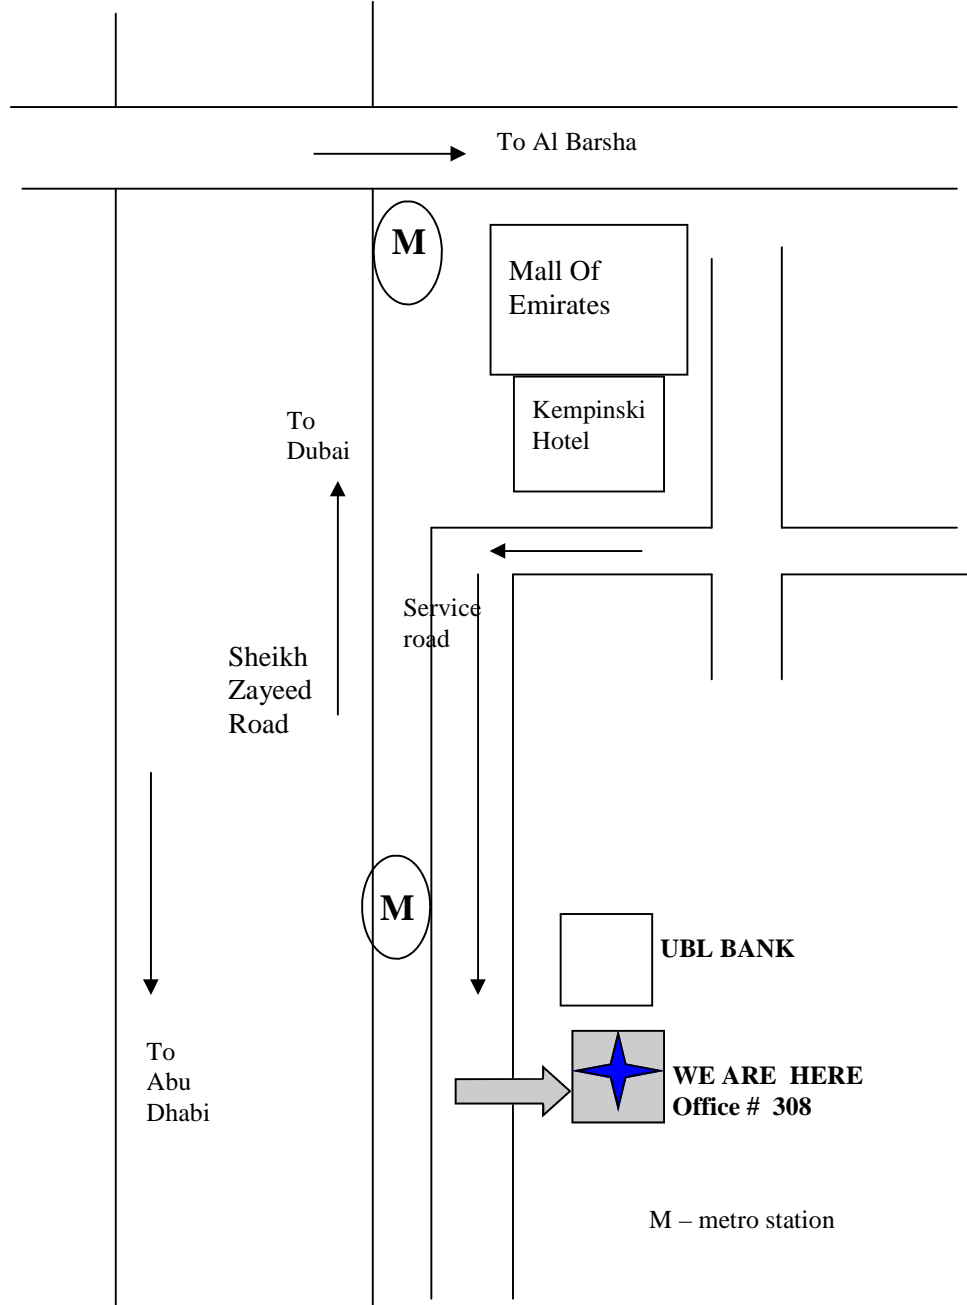 To Al Barsha
M
Mall Of
Emirates
Kempinski
Hotel
To
Dubai
Service
road
Sheikh
Zayeed
Road
M
UBL BANK
To
Abu
Dhabi
WE ARE  HERE
Office #  308
M – metro station